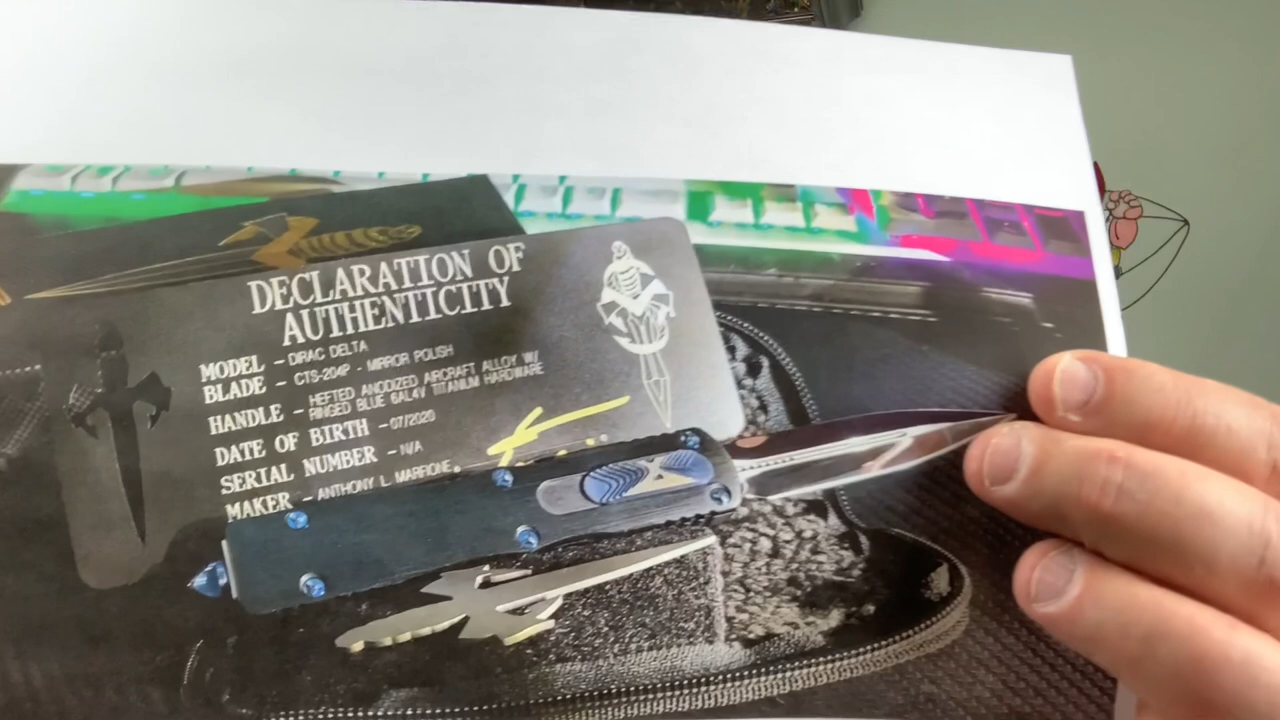 DECLARATION OF
AUTHENTICITY
MODEL - DIRAC DELTA
BLADE - CTS-204P - MIRROR POLISH
HANDLE - HEFTED ANODIZED AIRCRAFT ALLOY W/
RINGED BLUE 6AL4V TITANIUM HARDWARE
DATE OF BIRTH - 07/2020
SERIAL NUMBER - N/A
MAKER - ANTHONY L. MARFIONE